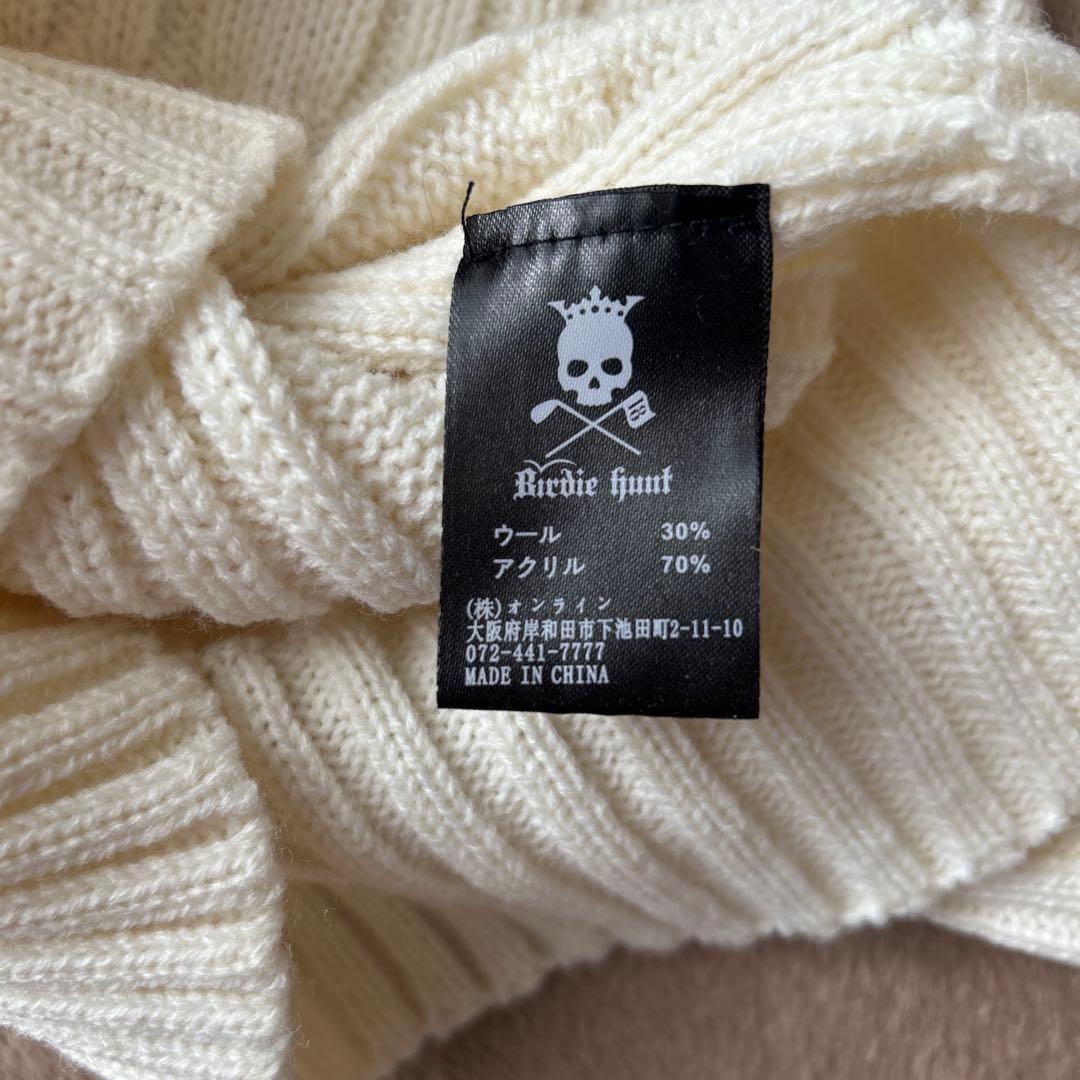 18
Birdie hunt
ウール 30%
アクリル 70%
(株)オンライン
大阪府岸和田市下池田町2-11-10
072-441-7777
MADE IN CHINA